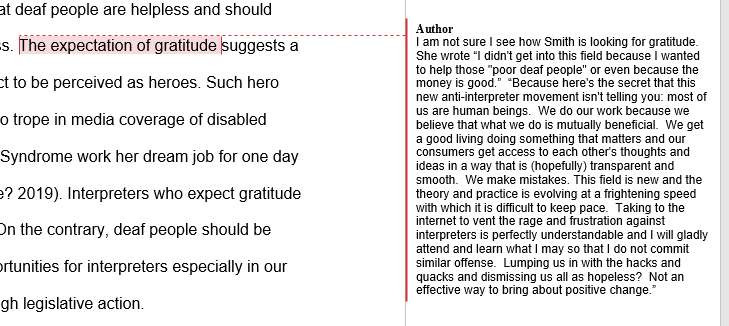 at deaf people are helpless and should
s. The expectation of gratitude suggests a
ct to be perceived as heroes. Such hero
o trope in media coverage of disabled
Syndrome work her dream job for one day
e? 2019). Interpreters who expect gratitude
On the contrary, deaf people should be
ortunities for interpreters especially in our
gh legislative action.
Author
I am not sure I see how Smith is looking for gratitude.
She wrote “I didn't get into this field because I wanted
to help those "poor deaf people" or even because the
money is good.”  “Because here's the secret that this
new anti-interpreter movement isn't telling you: most of
us are human beings.  We do our work because we
believe that what we do is mutually beneficial.  We get
a good living doing something that matters and our
consumers get access to each other's thoughts and
ideas in a way that is (hopefully) transparent and
smooth.  We make mistakes. This field is new and the
theory and practice is evolving at a frightening speed
with which it is difficult to keep pace.  Taking to the
internet to vent the rage and frustration against
interpreters is perfectly understandable and I will gladly
attend and learn what I may so that I do not commit
similar offense.  Lumping us in with the hacks and
quacks and dismissing us all as hopeless?  Not an
effective way to bring about positive change.”